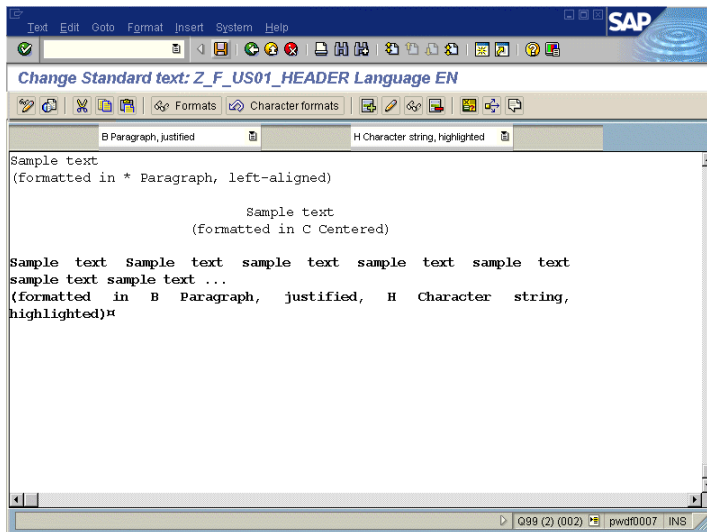 Text Edit Goto Format Insert System Help
SAP
Change Standard text: Z_F_US01_HEADER Language EN
Formats Character formats
B Paragraph, justified H Character string, highlighted
Sample text
(formatted in * Paragraph, left-aligned)
Sample text
(formatted in C Centered)
Sample text Sample text sample text sample text sample text
sample text sample text ...
(formatted in B Paragraph, justified, H Character string,
highlighted)¤
Q99 (2) (002) pwdf0007 INS